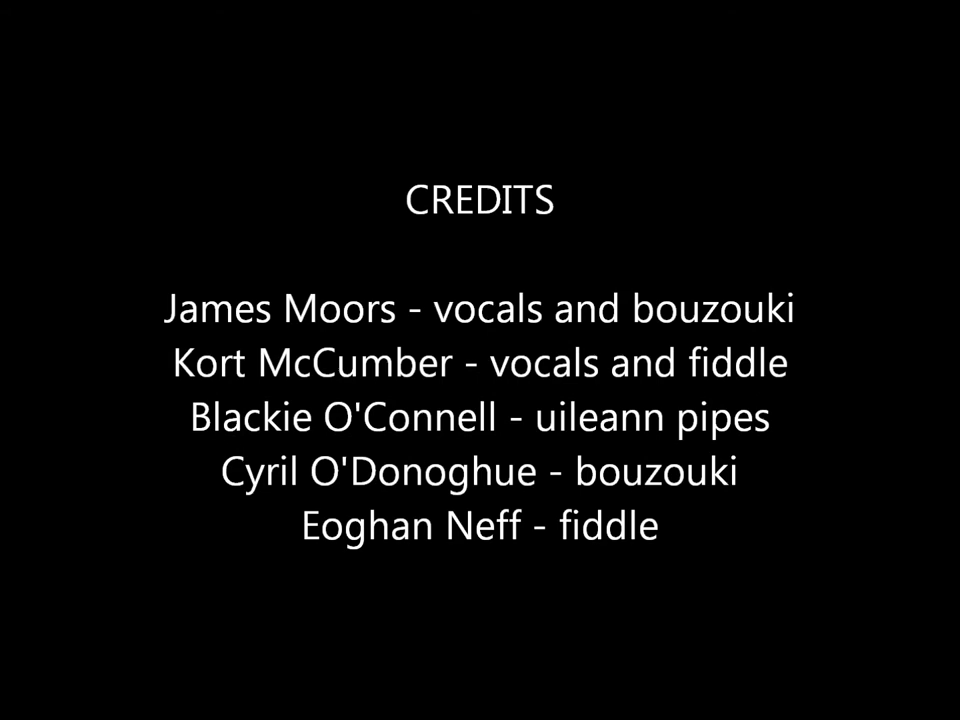 CREDITS
James Moors - vocals and bouzouki
Kort McCumber - vocals and fiddle
Blackie O'Connell - uileann pipes
Cyril O'Donoghue - bouzouki
Eoghan Neff - fiddle